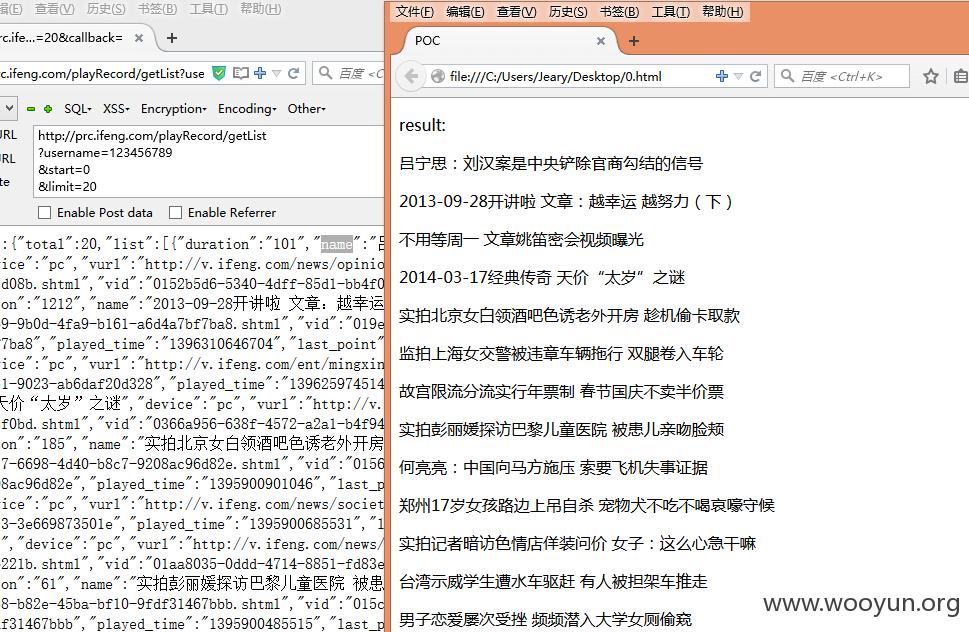 查看(V) 历史(S) 书签(B) 工具(T) 帮助(H)
rc.ife...=20&callback= × +
rc.ifeng.com/playRecord/getList?use
SQL▾ XSS▾ Encryption▾ Encoding▾ Other▾
http://prc.ifeng.com/playRecord/getList
?username=123456789
&start=0
&limit=20
Enable Post data Enable Referrer
:{"total":20,"list":[{"duration":"101","name":"吕
vice":"pc","vurl":"http://v.ifeng.com/news/opinio
d08b.shtml","vid":"0152b5d6-5340-4dff-85d1-bb4f0
on":"1212","name":"2013-09-28开讲啦 文章：越幸运
9-9b0d-4fa9-b161-a6d4a7bf7ba8.shtml","vid":"019e
7ba8","played_time":"1396310646704","last_point"
vice":"pc","vurl":"http://v.ifeng.com/ent/mingxin
1-9023-ab6daf20d328","played_time":"139625974514
天价“太岁”之谜","device":"pc","vurl":"http://v.
f0bd.shtml","vid":"0366a956-638f-4572-a2a1-b4f94
on":"185","name":"实拍北京女白领酒吧色诱老外开房
7-6698-4d40-b8c7-9208ac96d82e.shtml","vid":"0156
08ac96d82e","played_time":"1395900901046","last_p
vice":"pc","vurl":"http://v.ifeng.com/news/societ
3-3e669873501e","played_time":"1395900685531","l
","device":"pc","vurl":"http://v.ifeng.com/news/
221b.shtml","vid":"01aa8035-0ddd-4714-8851-fd83e
on":"61","name":"实拍彭丽媛探访巴黎儿童医院 被患
8-b82e-45ba-bf10-9fdf31467bbb.shtml","vid":"015c
f31467bbb","played_time":"1395900485515","last_p
文件(F) 编辑(E) 查看(V) 历史(S) 书签(B) 工具(T) 帮助(H)
POC × +
file:///C:/Users/Jeary/Desktop/0.html
百度 <Ctrl+K>
result:
吕宁思：刘汉案是中央铲除官商勾结的信号
2013-09-28开讲啦 文章：越幸运 越努力（下）
不用等周一 文章姚笛密会视频曝光
2014-03-17经典传奇 天价“太岁”之谜
实拍北京女白领酒吧色诱老外开房 趁机偷卡取款
监拍上海女交警被违章车辆拖行 双腿卷入车轮
故宫限流分流实行年票制 春节国庆不卖半价票
实拍彭丽媛探访巴黎儿童医院 被患儿亲吻脸颊
何亮亮：中国向马方施压 索要飞机失事证据
郑州17岁女孩路边上吊自杀 宠物犬不吃不喝哀嚎守候
实拍记者暗访色情店佯装问价 女子：这么心急干嘛
台湾示威学生遭水车驱赶 有人被担架车推走
男子恋爱屡次受挫 频频潜入大学女厕偷窥
www.wooyun.org